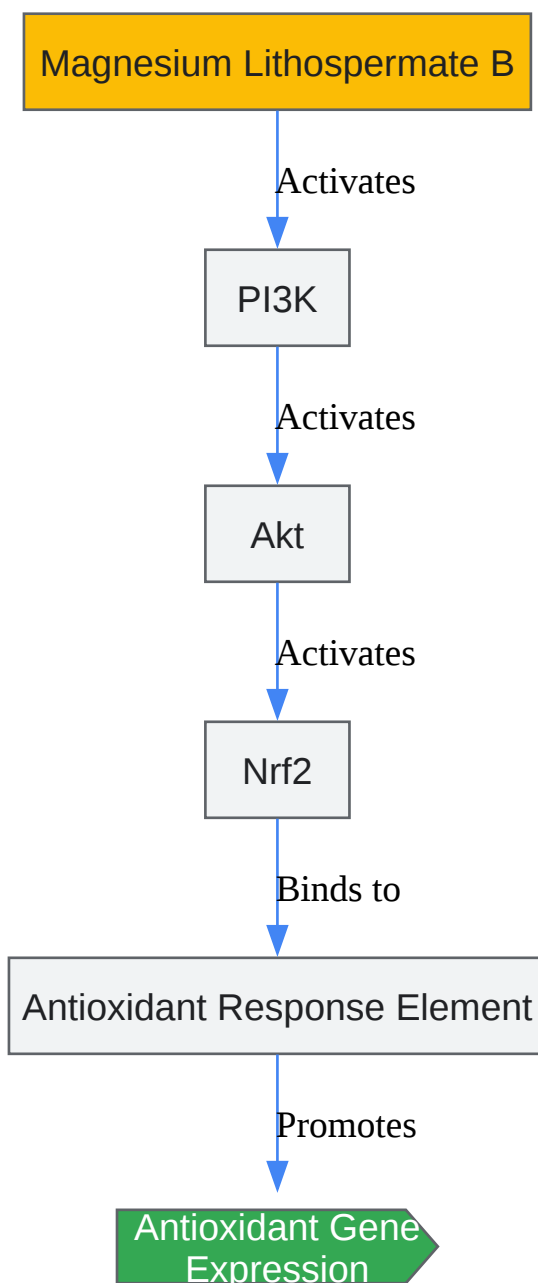 Magnesium Lithospermate B
Activates
PI3K
Activates
Akt
Activates
Nrf2
Binds to
Antioxidant Response Element
Promotes
Antioxidant Gene
Expression